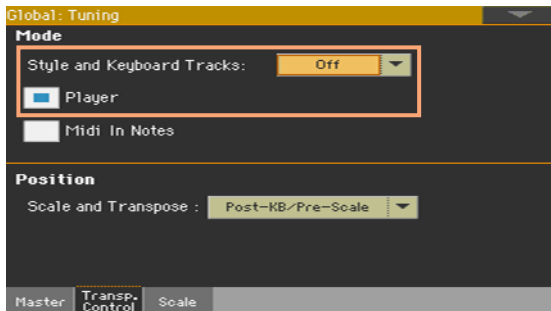 Global: Tuning
Mode
Style and Keyboard Tracks: Off
Player
Midi In Notes
Position
Scale and Transpose : Post-KB/Pre-Scale
Master Transp. Control Scale